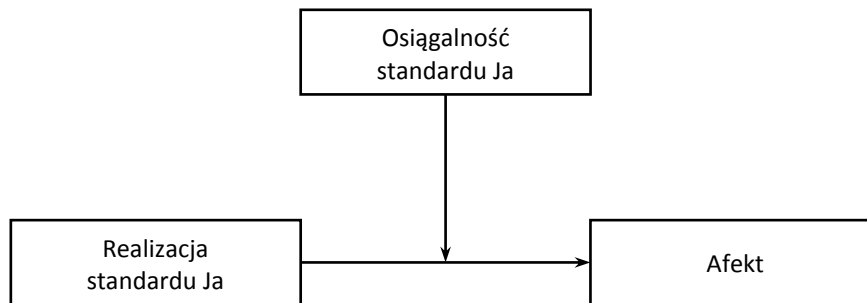 Osiągalność
standardu Ja
Realizacja
standardu Ja
Afekt